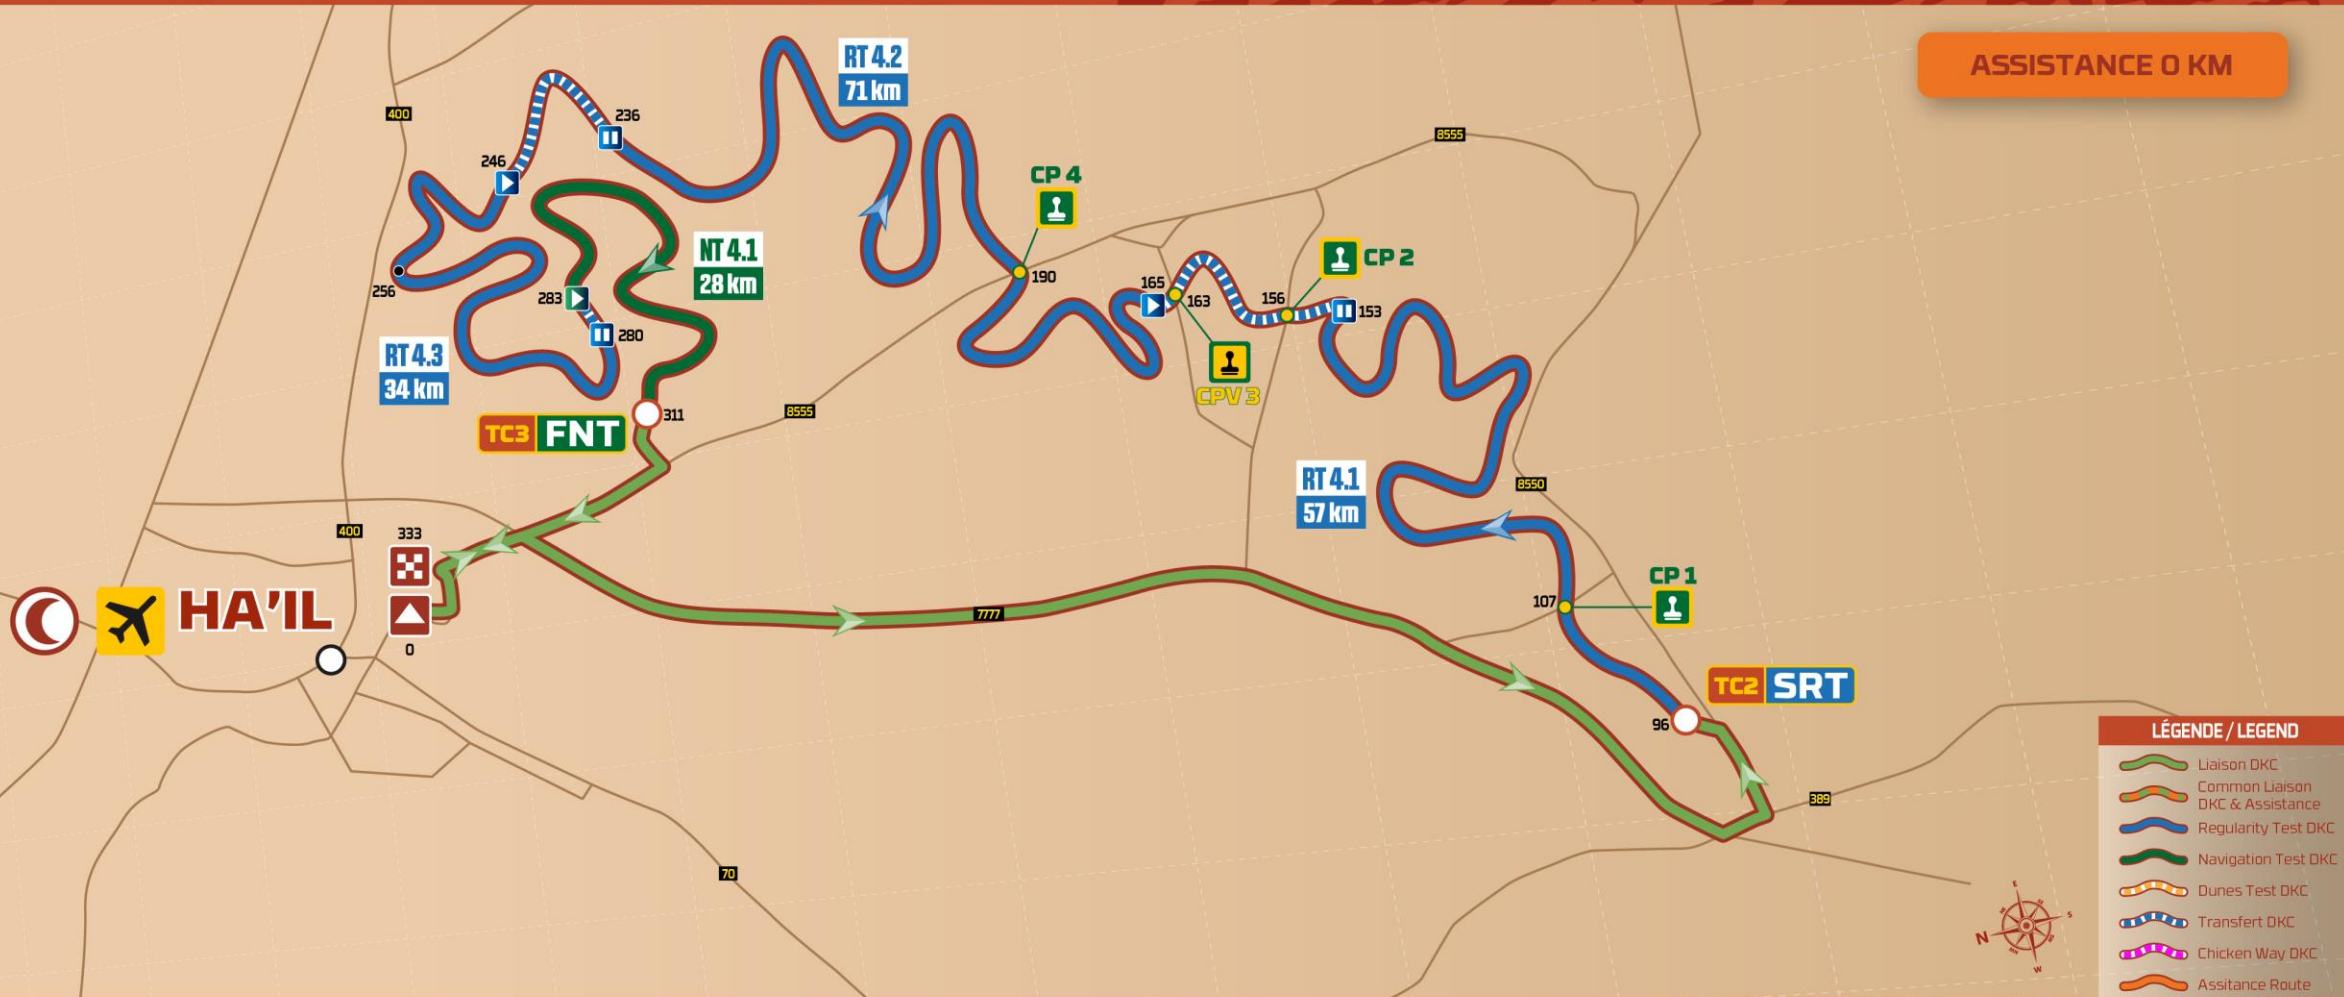 ASSISTANCE 0 KM
RT 4.2
71 km
400
236
246
8555
CP 4
NT 4.1
28 km
CP 2
190
165
163
156
153
256
283
280
RT 4.3
34 km
CPV 3
8555
311
TC3 FNT
RT 4.1
57 km
8550
400
333
CP 1
107
HA'IL
7777
0
TC2 SRT
96
389
70
LÉGENDE / LEGEND
Liaison DKC
Common Liaison
DKC & Assistance
Regularity Test DKC
Navigation Test DKC
Dunes Test DKC
Transfert DKC
Chicken Way DKC
Assitance Route
E
S
N
W